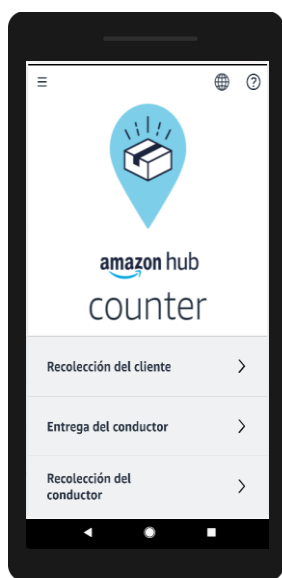 amazon hub
counter
Recolección del cliente
Entrega del conductor
Recolección del
conductor